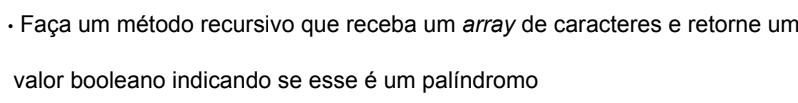 • Faça um método recursivo que receba um array de caracteres e retorne um
valor booleano indicando se esse é um palíndromo